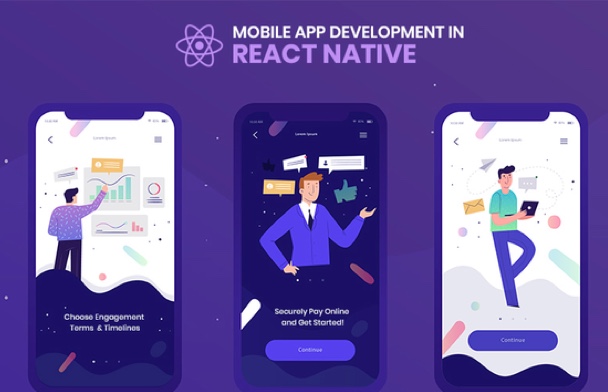 MOBILE APP DEVELOPMENT IN
REACT NATIVE
Lorem Ipsum
Choose Engagement
Terms & Timelines
Lorem Ipsum
Securely Pay Online
and Get Started!
Continue
Lorem Ipsum
Continue